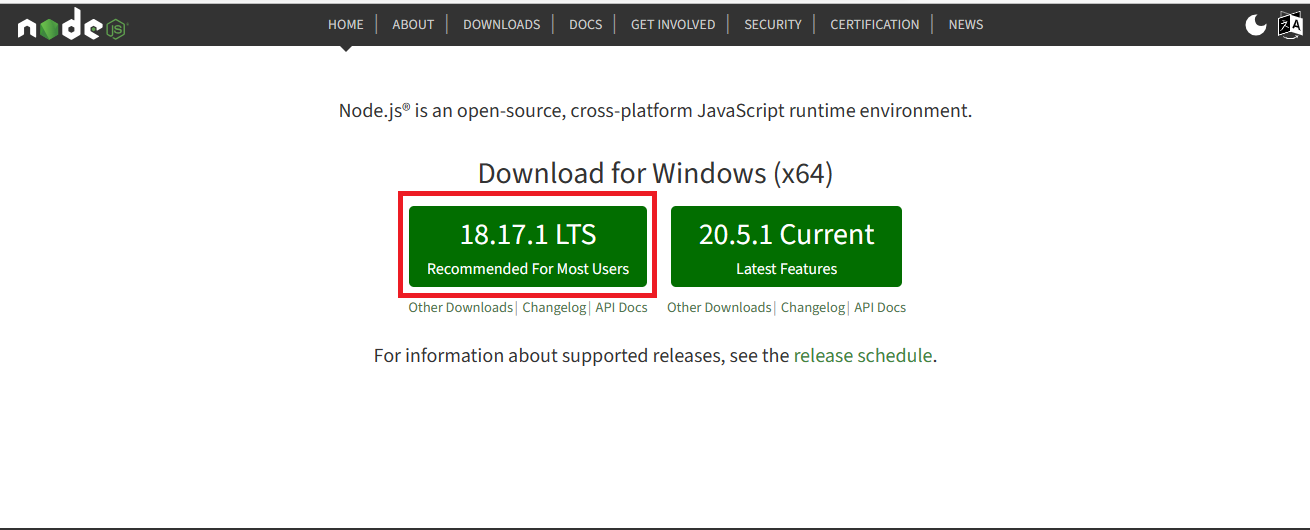 node JS
HOME | ABOUT | DOWNLOADS | DOCS | GET INVOLVED | SECURITY | CERTIFICATION | NEWS
Node.js® is an open-source, cross-platform JavaScript runtime environment.
Download for Windows (x64)
18.17.1 LTS
Recommended For Most Users
Other Downloads | Changelog | API Docs
20.5.1 Current
Latest Features
Other Downloads | Changelog | API Docs
For information about supported releases, see the release schedule.